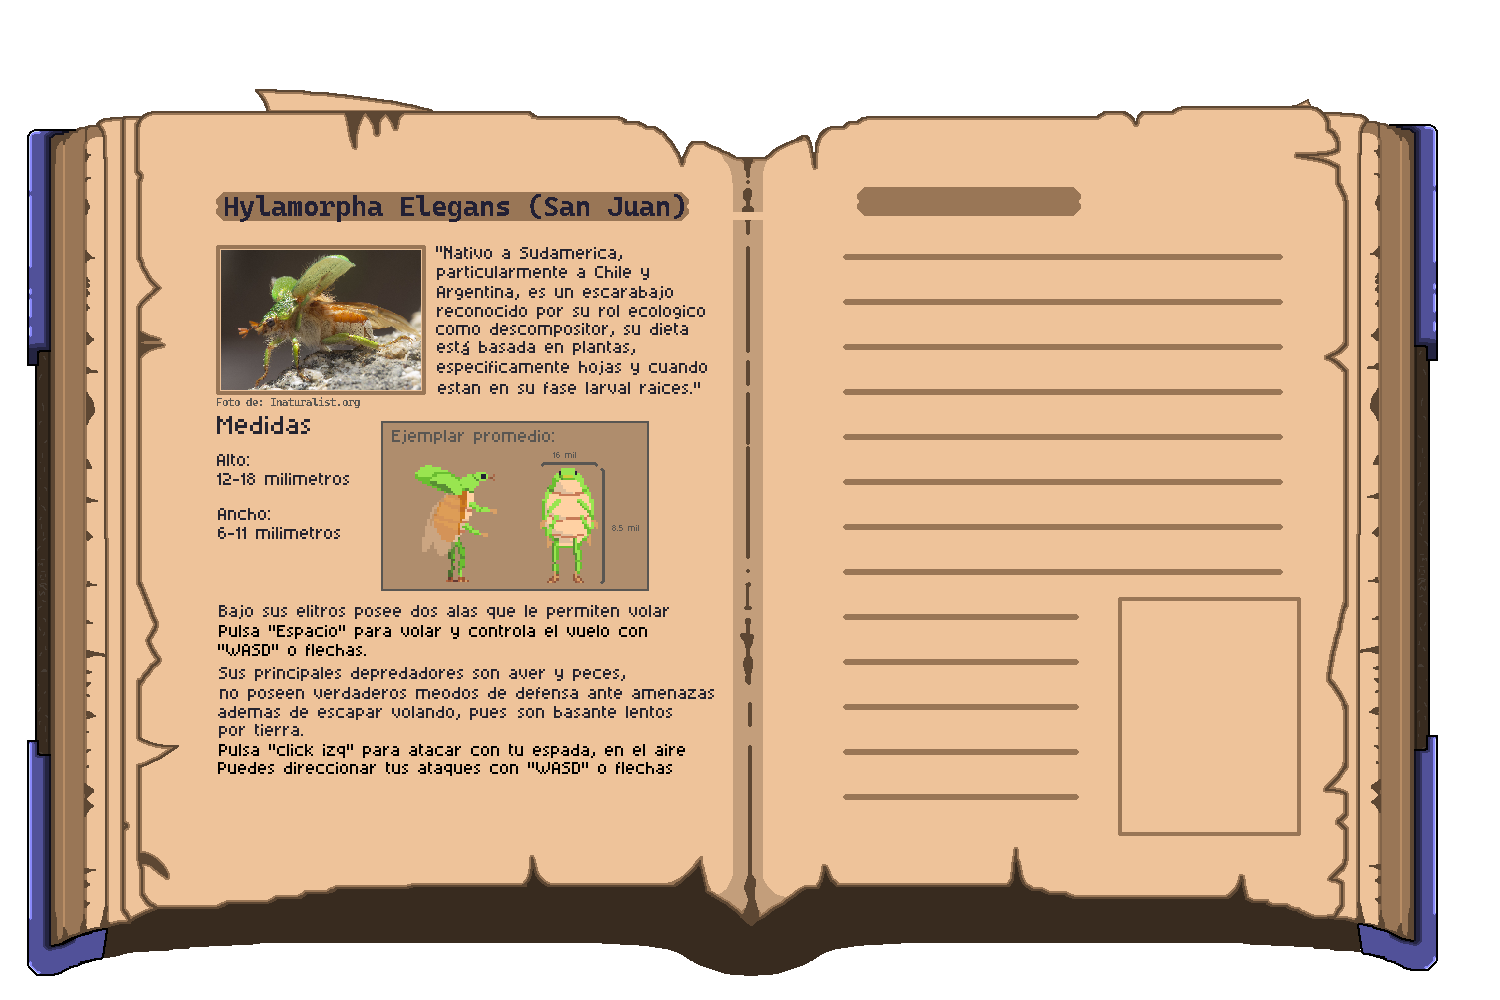 Hylamorpha Elegans (San Juan)
"Nativo a Sudamerica,
particularmente a Chile y
Argentina, es un escarabajo
reconocido por su rol ecologico
como descompositor, su dieta
está basada en plantas,
especificamente hojas y cuando
estan en su fase larval raices."
Foto de: Inaturalist.org
Medidas
Alto:
12-18 milimetros
Ancho:
6-11 milimetros
Ejemplar promedio:
16 mil
8.5 mil
Bajo sus elitros posee dos alas que le permiten volar
Pulsa "Espacio" para volar y controla el vuelo con
"WASD" o flechas.
Sus principales depredadores son aver y peces,
no poseen verdaderos meodos de defensa ante amenazas
ademas de escapar volando, pues son basante lentos
por tierra.
Pulsa "click izq" para atacar con tu espada, en el aire
Puedes direccionar tus ataques con "WASD" o flechas